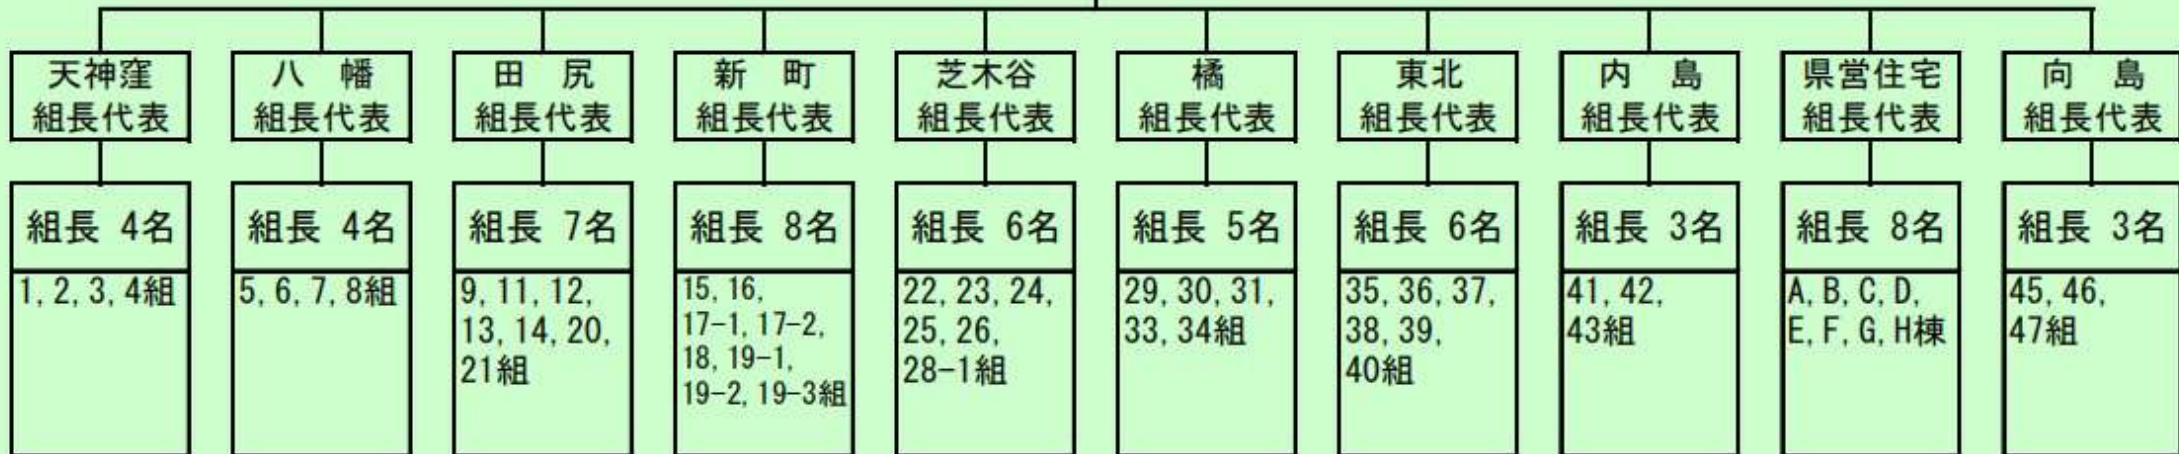 天神窪
組長代表
組長 4名
1, 2, 3, 4組
八 幡
組長代表
組長 4名
5, 6, 7, 8組
田 尻
組長代表
組長 7名
9, 11, 12,
13, 14, 20,
21組
新 町
組長代表
組長 8名
15, 16,
17-1, 17-2,
18, 19-1,
19-2, 19-3組
芝木谷
組長代表
組長 6名
22, 23, 24,
25, 26,
28-1組
橘
組長代表
組長 5名
29, 30, 31,
33, 34組
東北
組長代表
組長 6名
35, 36, 37,
38, 39,
40組
内 島
組長代表
組長 3名
41, 42,
43組
県営住宅
組長代表
組長 8名
A, B, C, D,
E, F, G, H棟
向 島
組長代表
組長 3名
45, 46,
47組